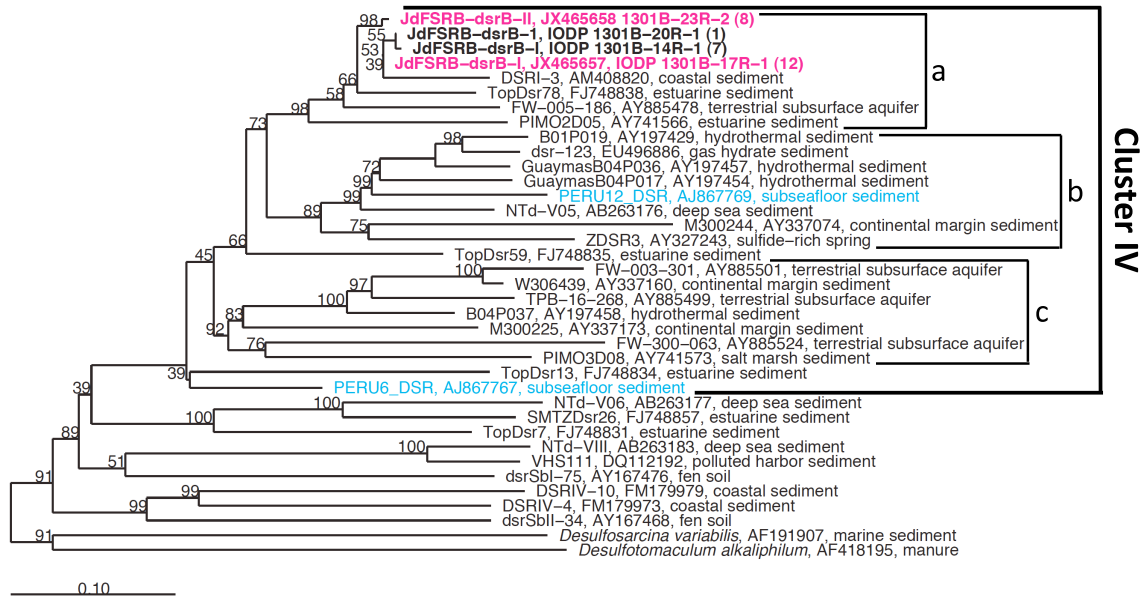 98 JdFSRB–dsrB–II, JX465658 1301B–23R–2 (8)
55 JdFSRB–dsrB–1, IODP 1301B–20R–1 (1)
53 JdFSRB–dsrB–I, IODP 1301B–14R–1 (7)
39 JdFSRB–dsrB–I, JX465657, IODP 1301B–17R–1 (12)
a
66 DSRI–3, AM408820, coastal sediment
58 TopDsr78, FJ748838, estuarine sediment
98 FW–005–186, AY885478, terrestrial subsurface aquifer
73 PIMO2D05, AY741566, estuarine sediment
98 B01P019, AY197429, hydrothermal sediment
dsr–123, EU496886, gas hydrate sediment
72 GuaymasB04P036, AY197457, hydrothermal sediment
99 GuaymasB04P017, AY197454, hydrothermal sediment
99 PERU12_DSR, AJ867769, subseafloor sediment
b
89 NTd–V05, AB263176, deep sea sediment
75 M300244, AY337074, continental margin sediment
66 ZDSR3, AY327243, sulfide–rich spring
45 TopDsr59, FJ748835, estuarine sediment
100 FW–003–301, AY885501, terrestrial subsurface aquifer
97 W306439, AY337160, continental margin sediment
100 TPB–16–268, AY885499, terrestrial subsurface aquifer
83 B04P037, AY197458, hydrothermal sediment
c
92 M300225, AY337173, continental margin sediment
76 FW–300–063, AY885524, terrestrial subsurface aquifer
PIMO3D08, AY741573, salt marsh sediment
39 TopDsr13, FJ748834, estuarine sediment
39 PERU6_DSR, AJ867767, subseafloor sediment
Cluster IV
100 NTd–V06, AB263177, deep sea sediment
100 SMTZDsr26, FJ748857, estuarine sediment
89 TopDsr7, FJ748831, estuarine sediment
100 NTd–VIII, AB263183, deep sea sediment
51 VHS111, DQ112192, polluted harbor sediment
91 dsrSbI–75, AY167476, fen soil
99 DSRIV–10, FM179979, coastal sediment
99 DSRIV–4, FM179973, coastal sediment
dsrSbII–34, AY167468, fen soil
91 Desulfosarcina variabilis, AF191907, marine sediment
Desulfotomaculum alkaliphilum, AF418195, manure
0.10